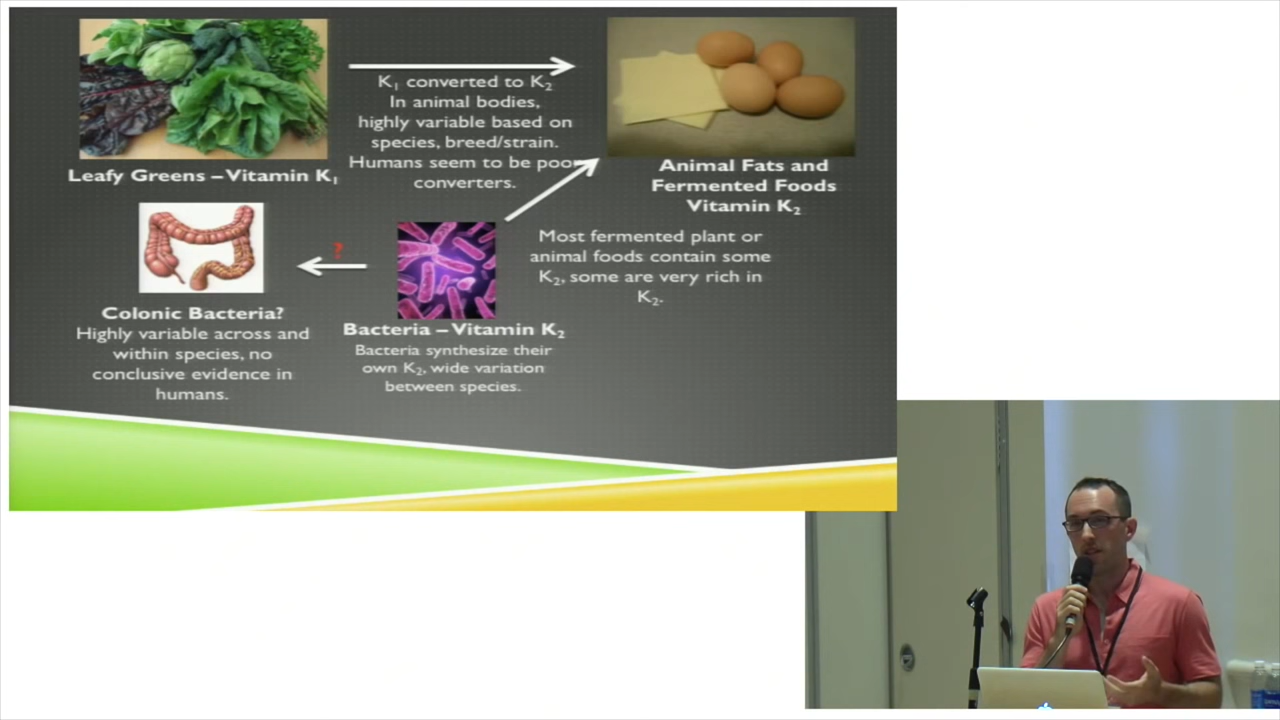 K₁ converted to K₂
In animal bodies,
highly variable based on
species, breed/strain.
Humans seem to be poor
converters.
Leafy Greens – Vitamin K₁
Animal Fats and
Fermented Foods
Vitamin K₂
?
Most fermented plant or
animal foods contain some
K₂, some are very rich in
K₂.
Colonic Bacteria?
Highly variable across and
within species, no
conclusive evidence in
humans.
Bacteria – Vitamin K₂
Bacteria synthesize their
own K₂, wide variation
between species.